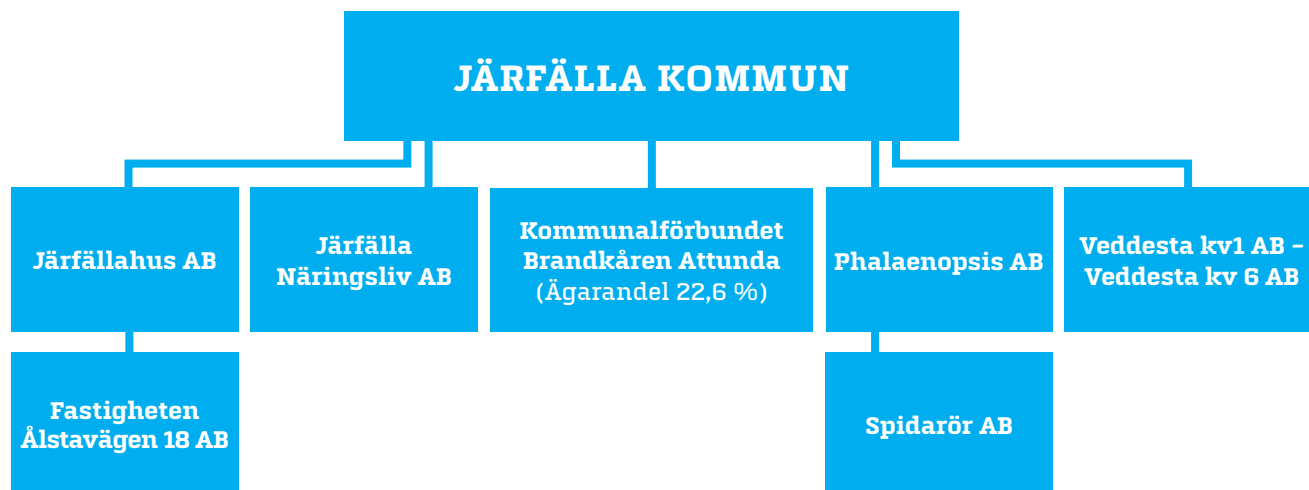 JÄRFÄLLA KOMMUN
Järfällahus AB
Järfälla
Näringsliv AB
Kommunalförbundet
Brandkåren Attunda
(Ägarandel 22,6 %)
Phalaenopsis AB
Veddesta kv1 AB –
Veddesta kv 6 AB
Fastigheten
Ålstavägen 18 AB
Spidarör AB